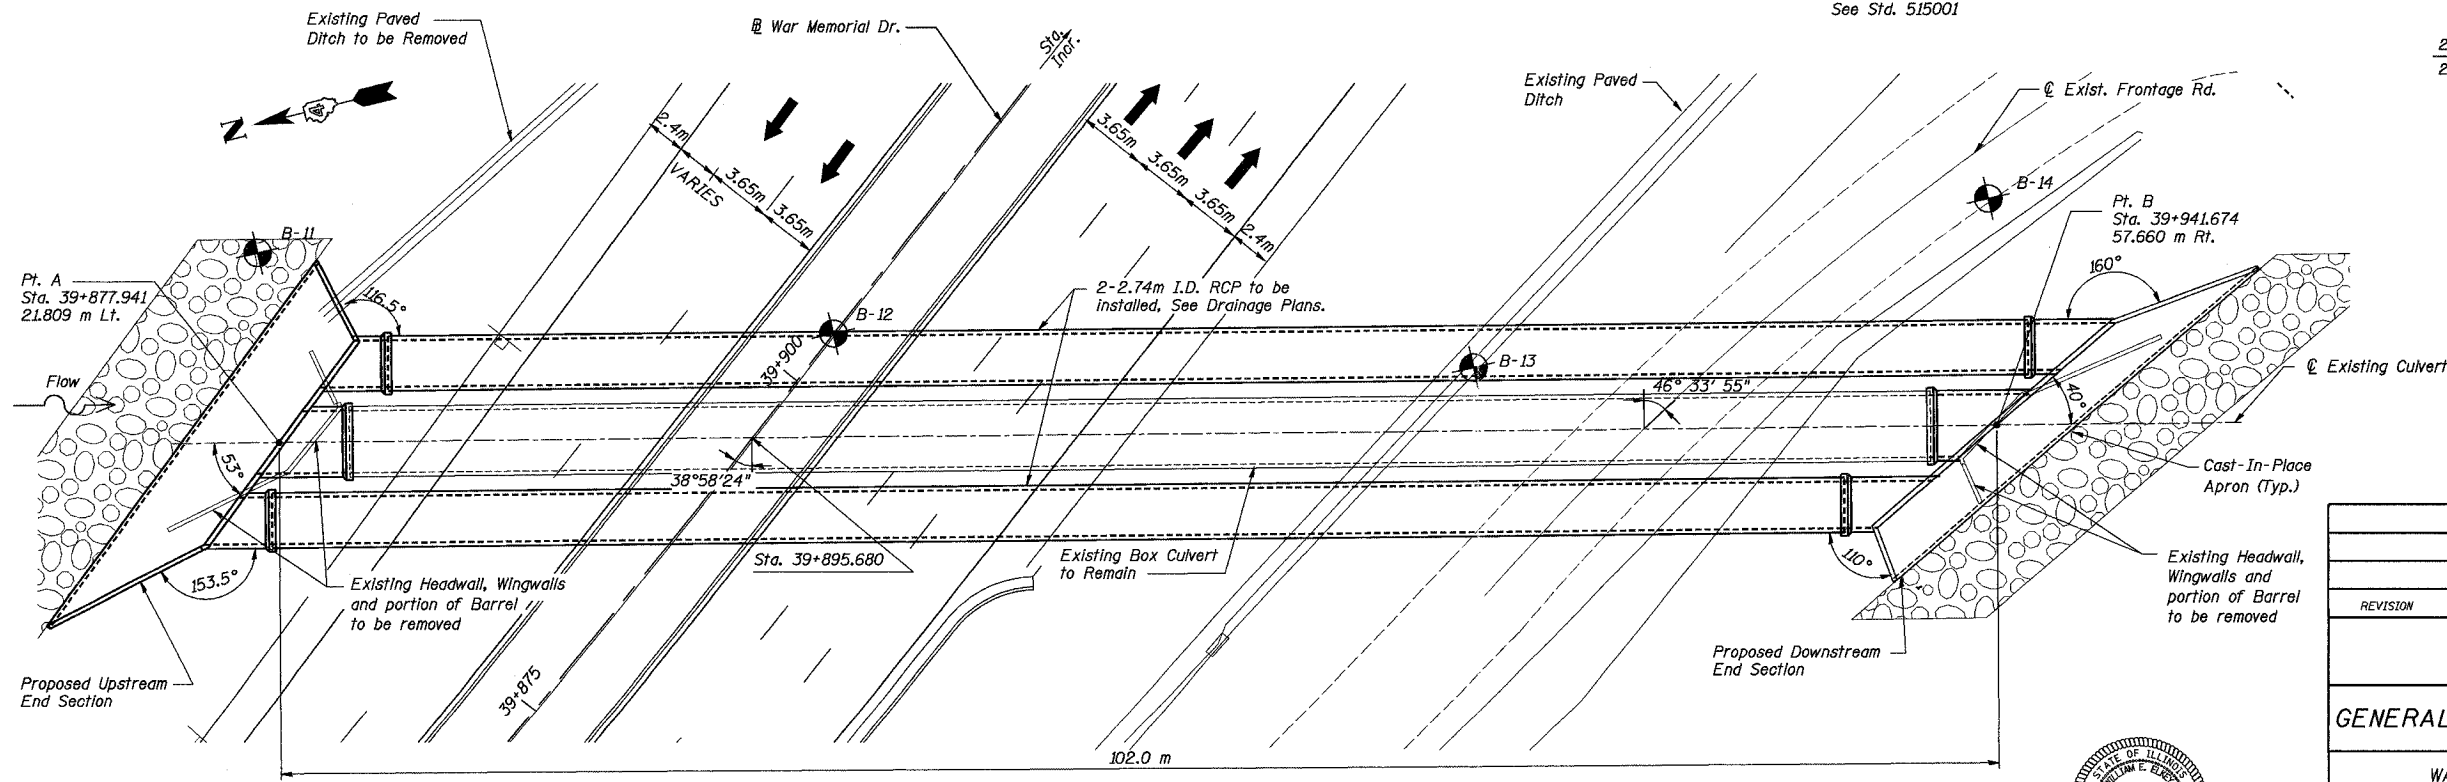 See Std. 515001
Existing Paved
Ditch to be Removed
℄ War Memorial Dr.
Sta.
Incr.
Existing Paved
Ditch
℄ Exist. Frontage Rd.
N
2.4m
VARIES
3.65m
3.65m
3.65m
3.65m
3.65m
2.4m
B-11
B-14
Pt. B
Sta. 39+941.674
57.660 m Rt.
Pt. A
Sta. 39+877.941
21.809 m Lt.
116.5°
160°
2-2.74m I.D. RCP to be
installed, See Drainage Plans.
B-12
39+900
B-13
Flow
46° 33' 55"
40°
℄ Existing Culvert
53°
38°58'24"
Cast-In-Place
Apron (Typ.)
Sta. 39+895.680
Existing Box Culvert
to Remain
110°
153.5°
Existing Headwall, Wingwalls
and portion of Barrel
to be removed
Existing Headwall,
Wingwalls and
portion of Barrel
to be removed
REVISION
Proposed Upstream
End Section
39+875
Proposed Downstream
End Section
GENERAL
102.0 m
STATE OF ILLINOIS
WILLIAM E.